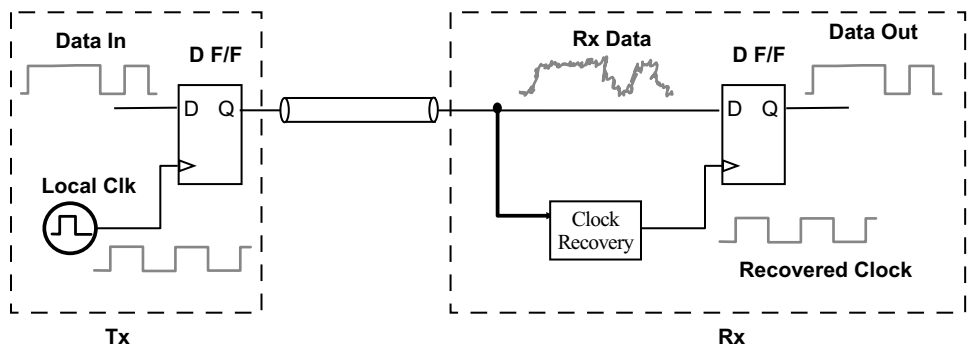 Data In
D F/F
D Q
Local Clk
Tx
Rx Data
D F/F
Data Out
D Q
Clock
Recovery
Recovered Clock
Rx